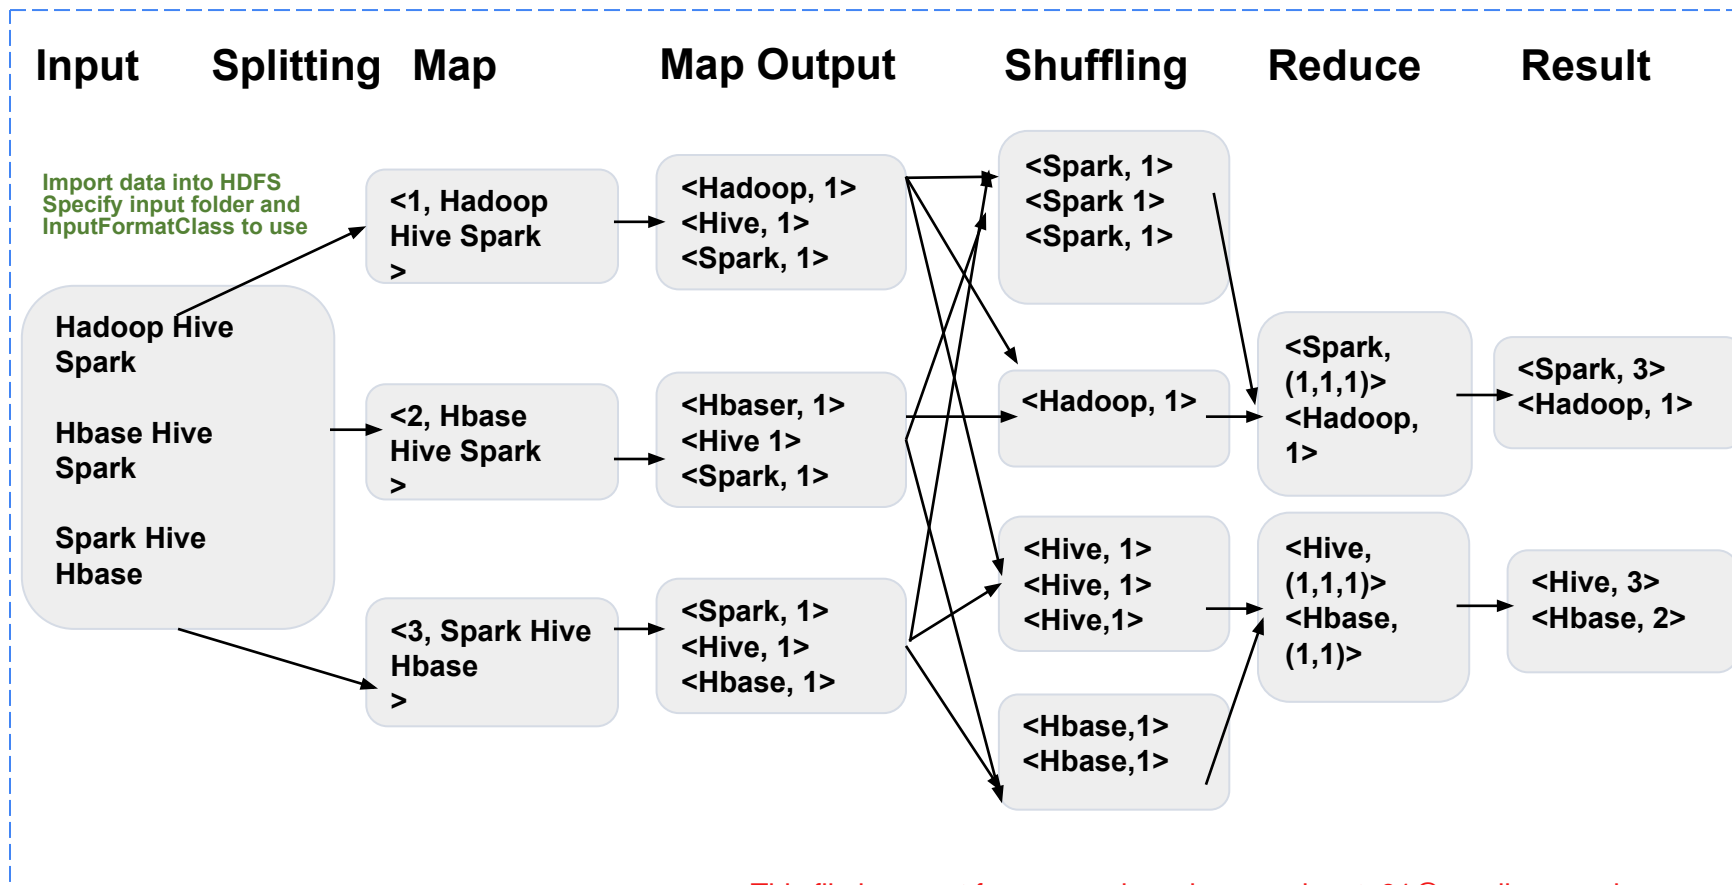 Input Splitting Map Map Output Shuffling Reduce Result
Import data into HDFS
Specify input folder and
InputFormatClass to use
Hadoop Hive
Spark
Hbase Hive
Spark
Spark Hive
Hbase
<1, Hadoop
Hive Spark
>
<2, Hbase
Hive Spark
>
<3, Spark Hive
Hbase
>
<Hadoop, 1>
<Hive, 1>
<Spark, 1>
<Hbaser, 1>
<Hive 1>
<Spark, 1>
<Spark, 1>
<Hive, 1>
<Hbase, 1>
<Spark, 1>
<Spark 1>
<Spark, 1>
<Hadoop, 1>
<Hive, 1>
<Hive, 1>
<Hive,1>
<Hbase,1>
<Hbase,1>
<Spark,
(1,1,1)>
<Hadoop,
1>
<Hive,
(1,1,1)>
<Hbase,
(1,1)>
<Spark, 3>
<Hadoop, 1>
<Hive, 3>
<Hbase, 2>